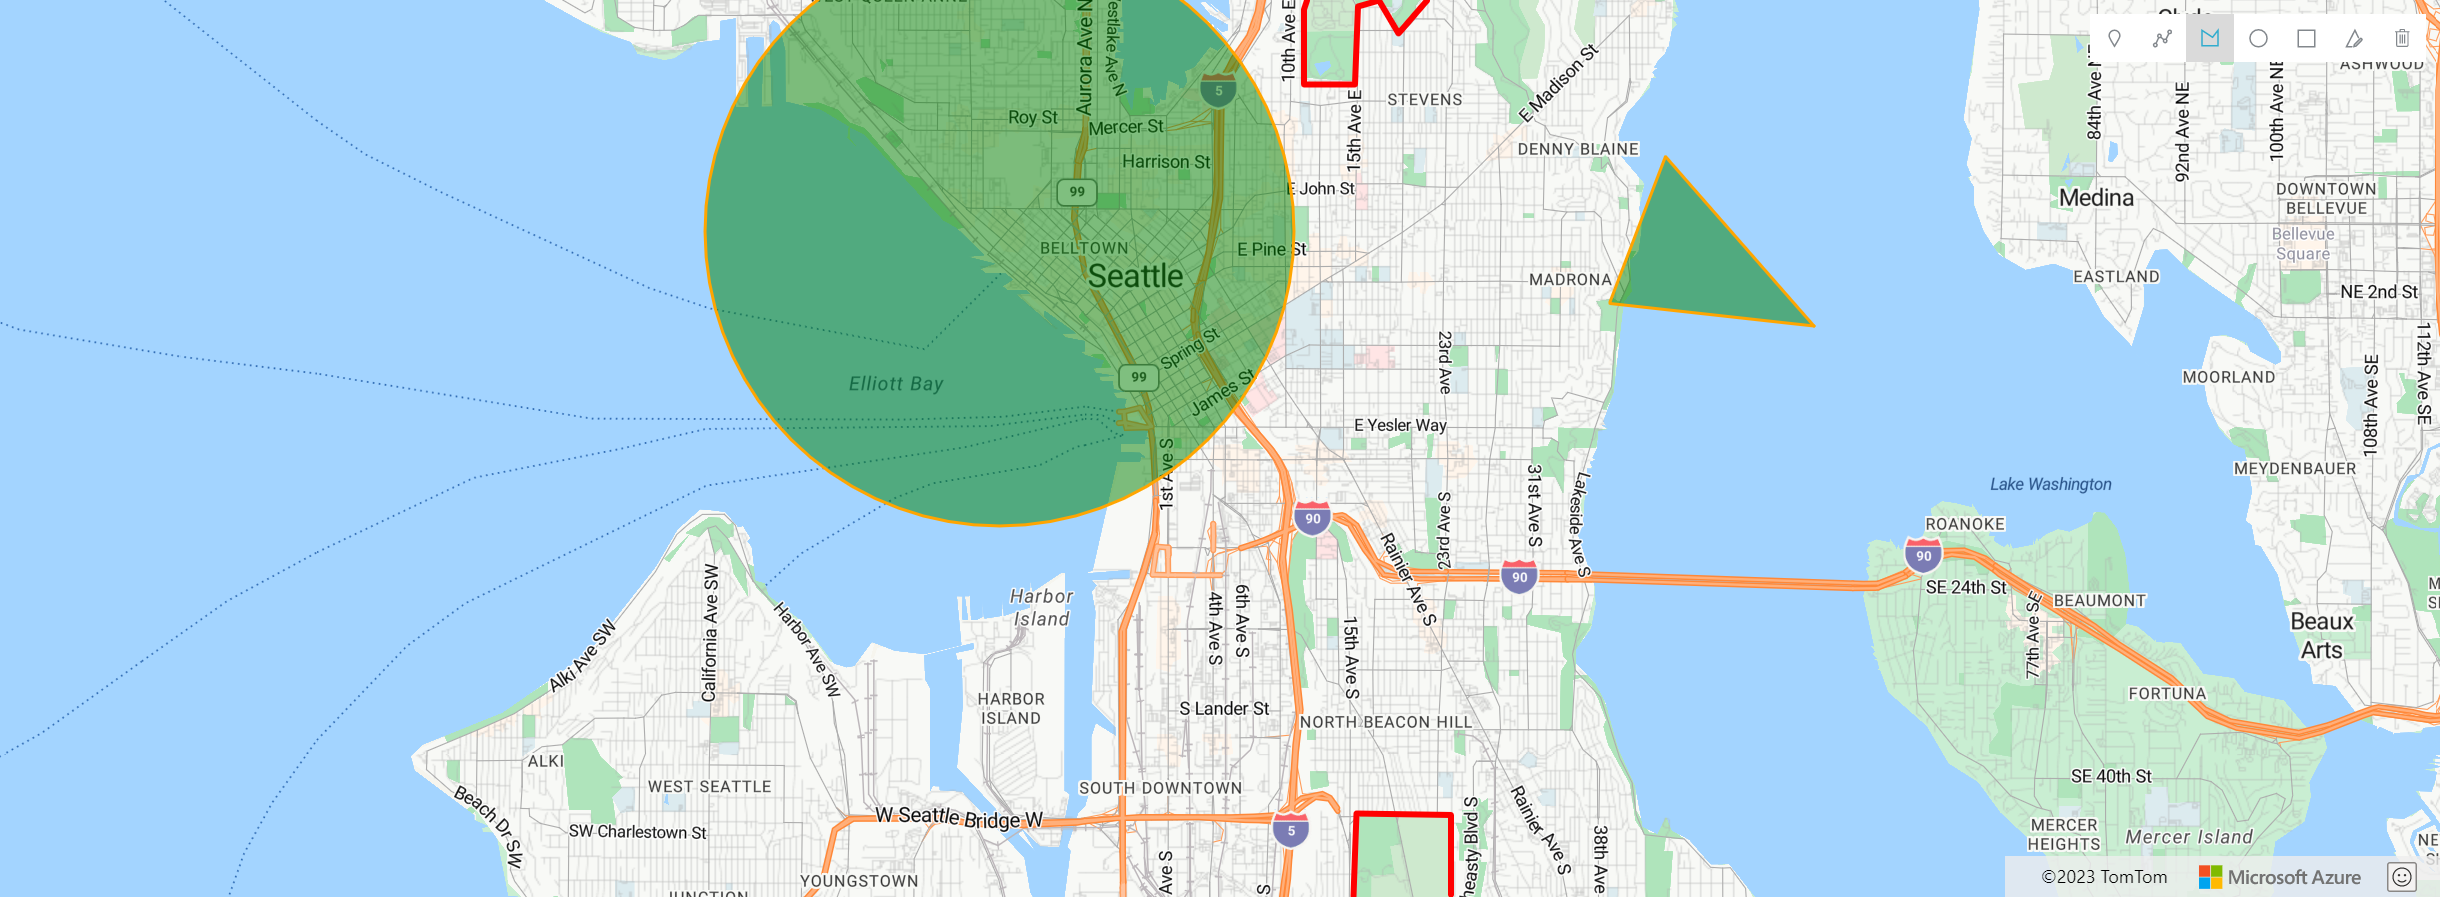 Aurora Ave N
10th Ave E
E Madison St
84th Ave N
ASHWOOD
92nd Ave NE
100th Ave NE
5
Roy St
Mercer St
STEVENS
15th Ave E
Harrison St
DENNY BLAINE
99
E John St
Medina
DOWNTOWN
BELLEVUE
Bellevue
Square
BELLTOWN
E Pine St
Seattle
MADRONA
EASTLAND
NE 2nd St
Spring St
23rd Ave
112th Ave SE
99
Elliott Bay
James St
MOORLAND
108th Ave SE
E Yesler Way
MEYDENBAUER
1st Ave S
Lake Washington
90
23rd Ave S
31st Ave S
Lakeside Ave S
ROANOKE
Rainier Ave S
90
90
SE 24th St
Harbor
Island
4th Ave S
6th Ave S
15th Ave S
BEAUMONT
77th Ave SE
Beaux
Arts
Alki Ave SW
California Ave SW
Harbor Ave SW
HARBOR
ISLAND
S Lander St
NORTH BEACON HILL
FORTUNA
ALKI
WEST SEATTLE
SOUTH DOWNTOWN
SE 40th St
Beach Dr SW
SW Charlestown St
W Seattle Bridge W
5
Rainier Ave S
38th Ave
MERCER
HEIGHTS
Mercer Island
YOUNGSTOWN
Ave S
©2023 TomTom
Microsoft Azure